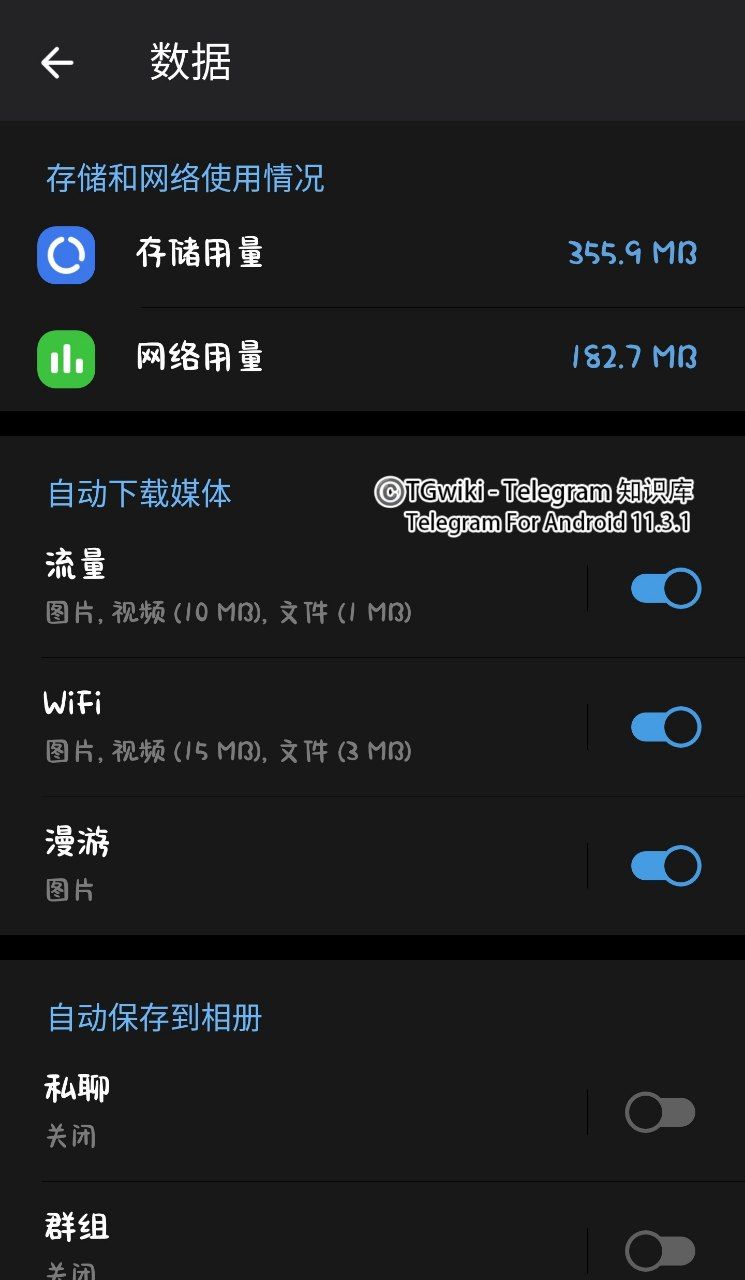 数据
存储和网络使用情况
存储用量 355.9 MB
网络用量 182.7 MB
自动下载媒体
©TGwiki - Telegram 知识库
Telegram For Android 11.3.1
流量
图片, 视频 (10 MB), 文件 (1 MB)
WiFi
图片, 视频 (15 MB), 文件 (3 MB)
漫游
图片
自动保存到相册
私聊
关闭
群组
关闭